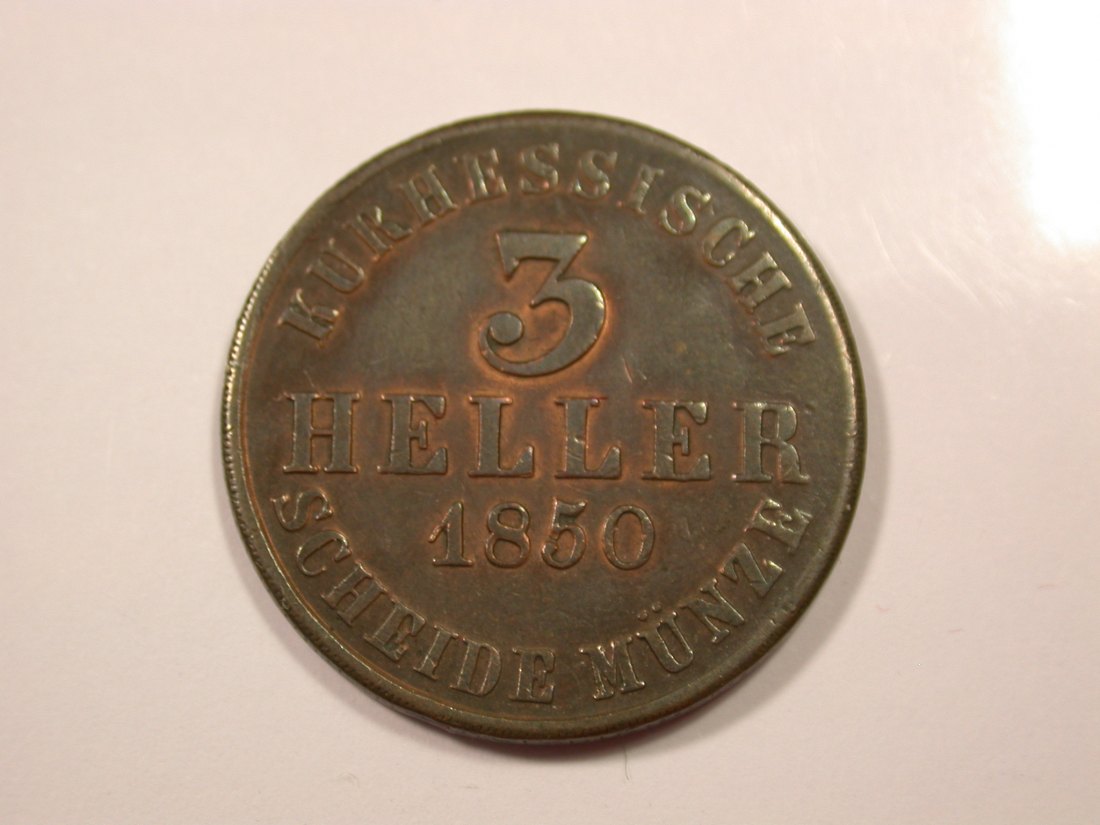 KURHESSISCHE
3
HELLER
1850
SCHEIDE MÜNZE